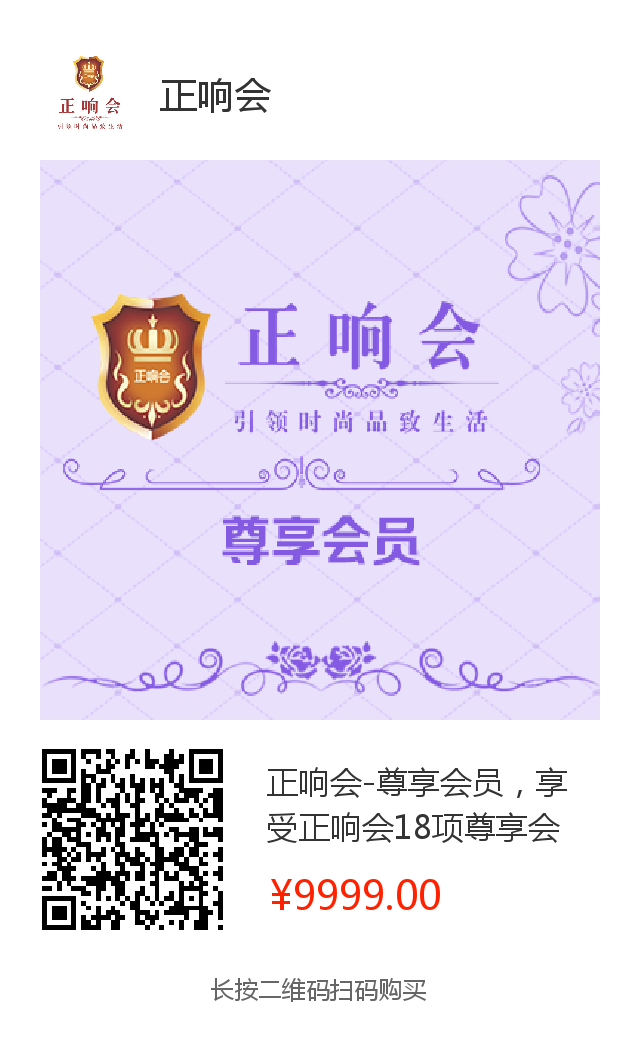 正响会
引领时尚品致生活
正响会
正响会
正响会
引领时尚品致生活
尊享会员
正响会-尊享会员，享
受正响会18项尊享会
¥9999.00
长按二维码扫码购买